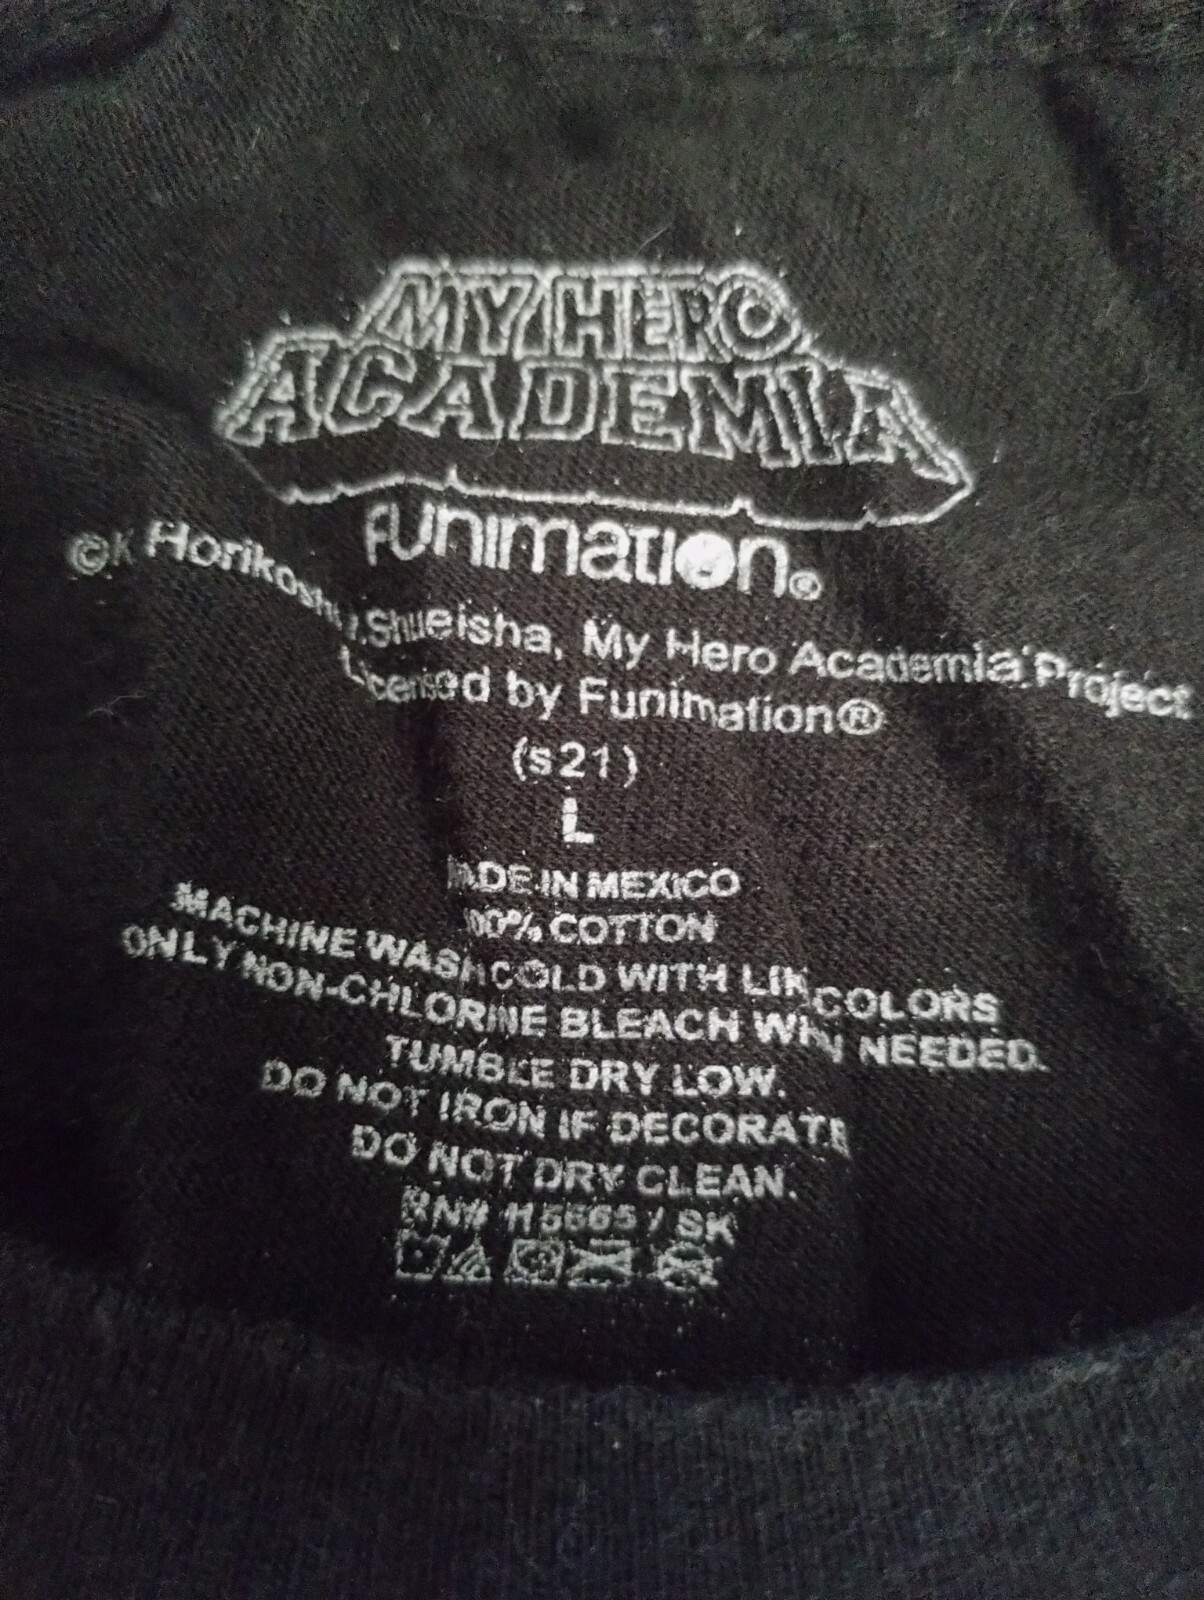 MY HERO
ACADEMIA
FUNIMATION®
©K Horikoshi/Shueisha, My Hero Academia Project
Licensed by Funimation®
(s21)
L
MADE IN MEXICO
100% COTTON
MACHINE WASH COLD WITH LIKE COLORS
ONLY NON-CHLORINE BLEACH WHEN NEEDED.
TUMBLE DRY LOW.
DO NOT IRON IF DECORATE
DO NOT DRY CLEAN.
RN# 115665 / SK